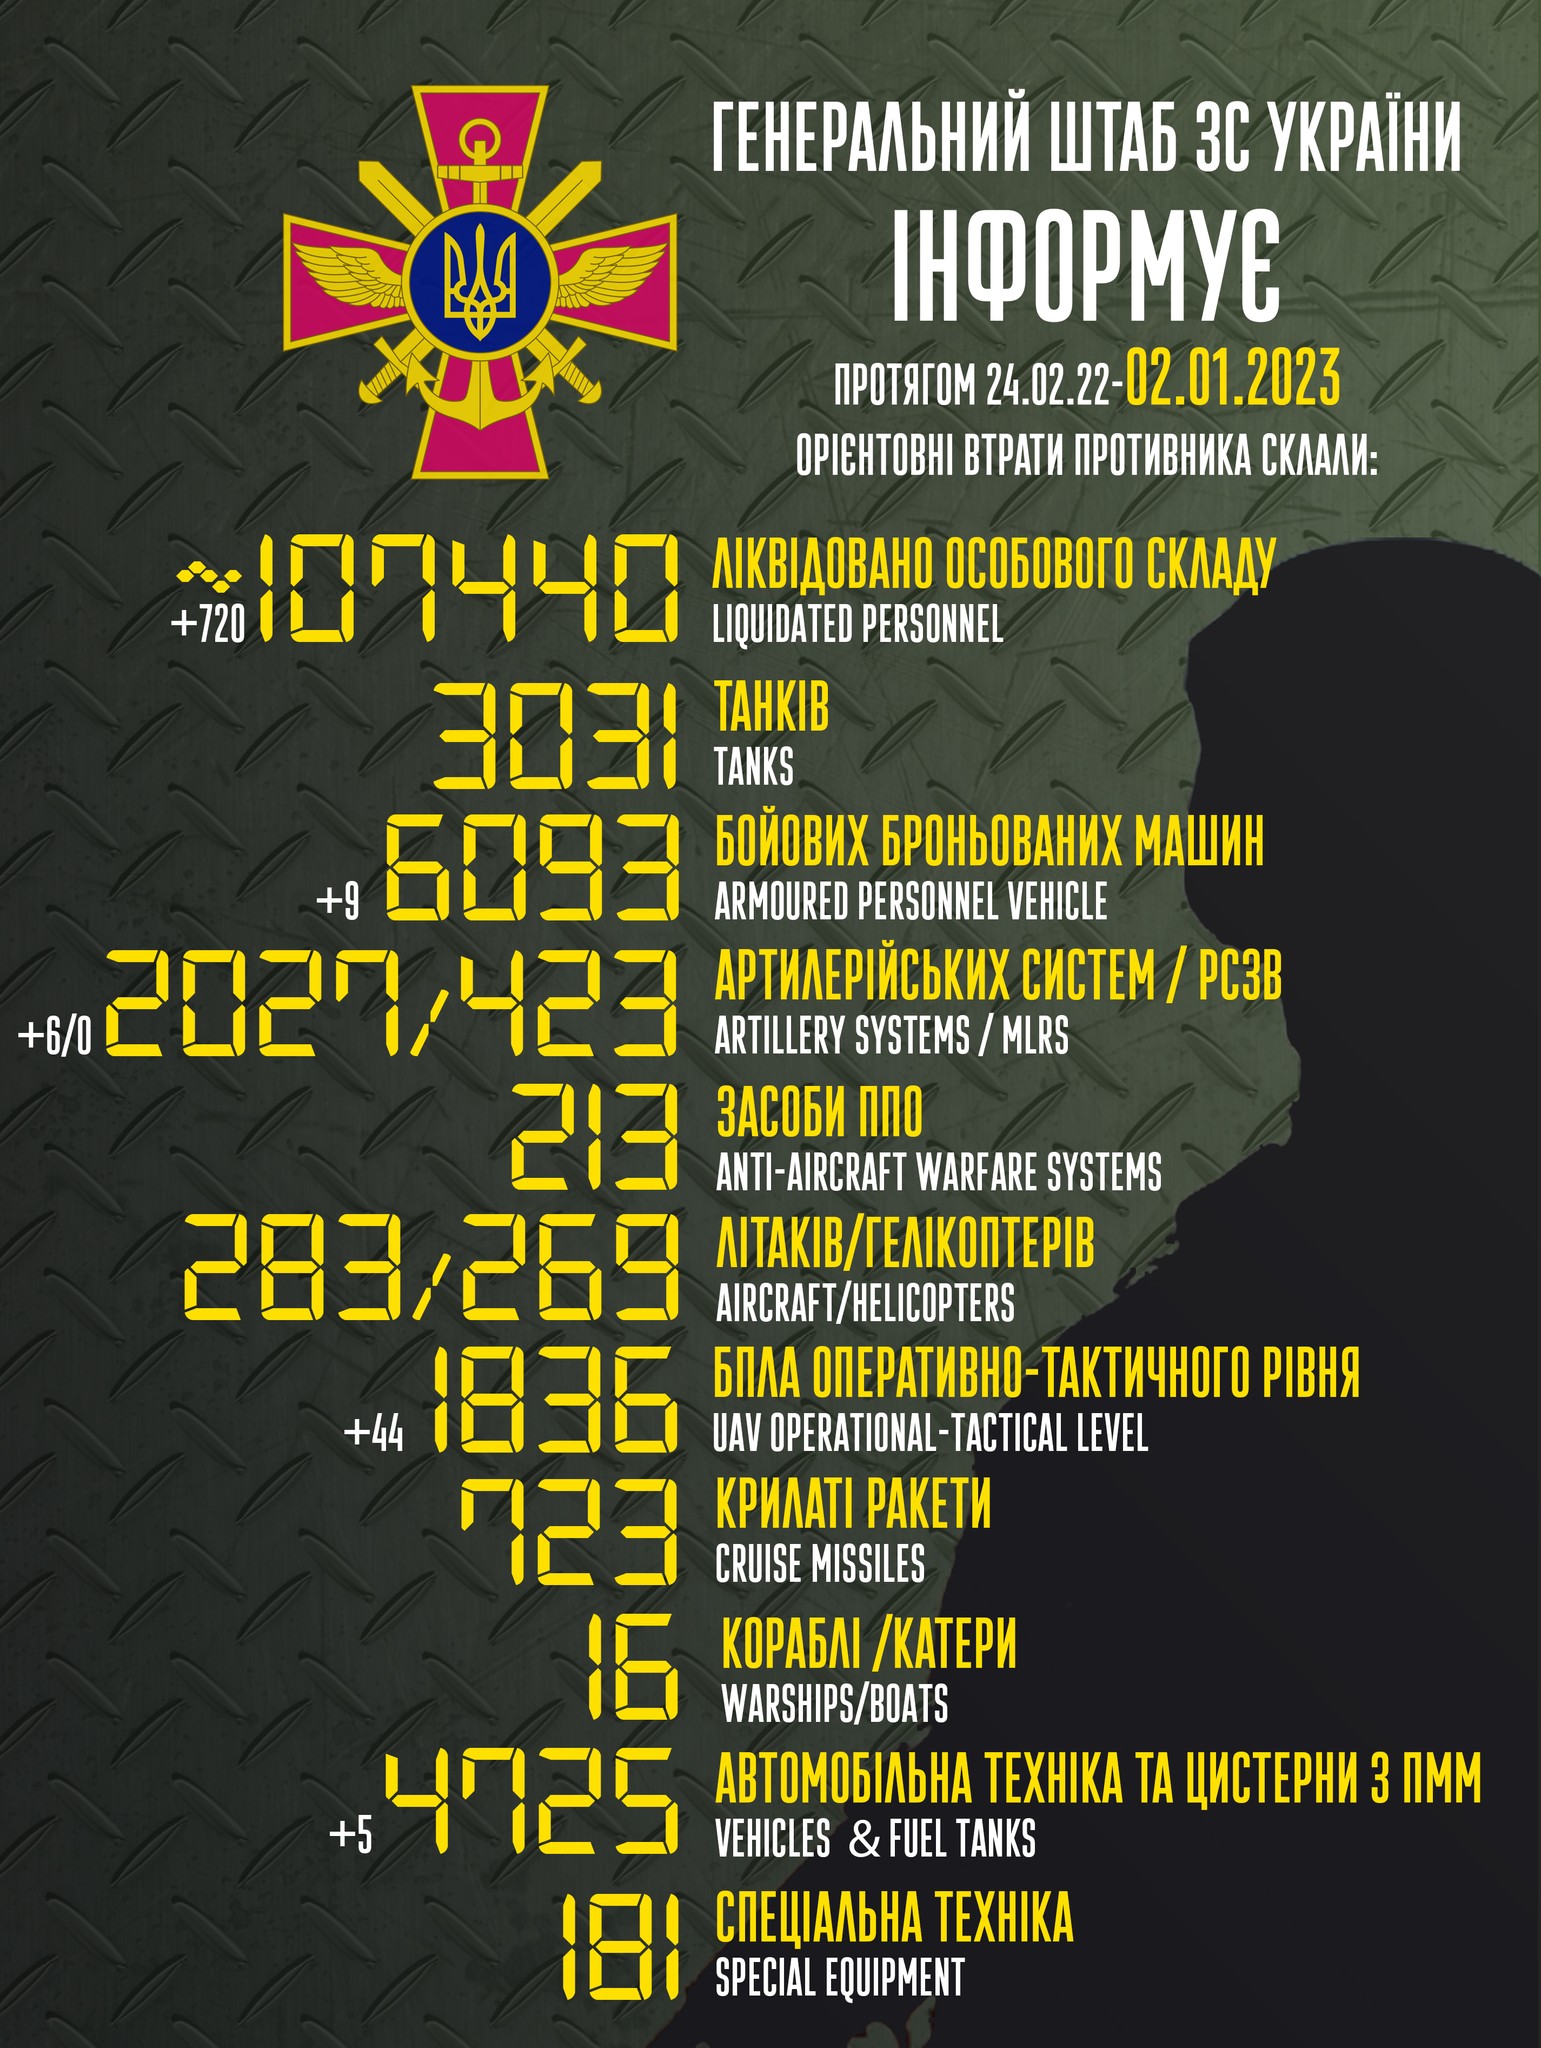 ГЕНЕРАЛЬНИЙ ШТАБ ЗС УКРАЇНИ
ІНФОРМУЄ
ПРОТЯГОМ 24.02.22-02.01.2023
ОРІЄНТОВНІ ВТРАТИ ПРОТИВНИКА СКЛАЛИ:
~107440 ЛІКВІДОВАНО ОСОБОВОГО СКЛАДУ
+720 LIQUIDATED PERSONNEL
3031 ТАНКІВ
TANKS
6093 БОЙОВИХ БРОНЬОВАНИХ МАШИН
+9 ARMOURED PERSONNEL VEHICLE
2027/423 АРТИЛЕРІЙСЬКИХ СИСТЕМ / РСЗВ
+6/0 ARTILLERY SYSTEMS / MLRS
213 ЗАСОБИ ППО
ANTI-AIRCRAFT WARFARE SYSTEMS
283/269 ЛІТАКІВ/ГЕЛІКОПТЕРІВ
AIRCRAFT/HELICOPTERS
1836 БПЛА ОПЕРАТИВНО-ТАКТИЧНОГО РІВНЯ
+44 UAV OPERATIONAL-TACTICAL LEVEL
723 КРИЛАТІ РАКЕТИ
CRUISE MISSILES
16 КОРАБЛІ /КАТЕРИ
WARSHIPS/BOATS
4725 АВТОМОБІЛЬНА ТЕХНІКА ТА ЦИСТЕРНИ З ПММ
+5 VEHICLES & FUEL TANKS
181 СПЕЦІАЛЬНА ТЕХНІКА
SPECIAL EQUIPMENT